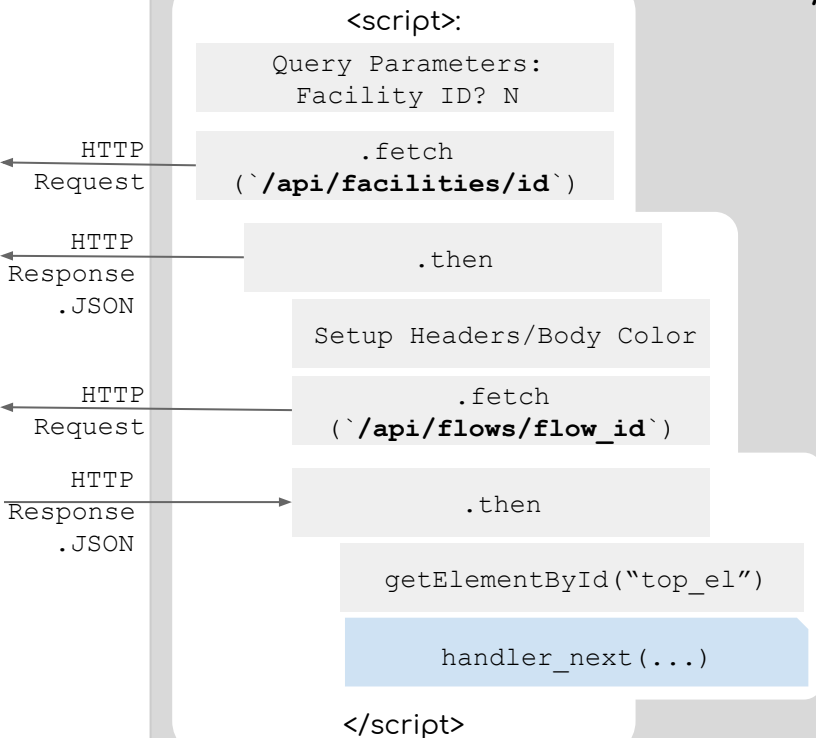 <script>:
Query Parameters:
Facility ID? N
HTTP
Request
.fetch
(`/api/facilities/id`)
HTTP
Response
.JSON
.then
Setup Headers/Body Color
HTTP
Request
.fetch
(`/api/flows/flow_id`)
HTTP
Response
.JSON
.then
getElementById(“top_el”)
handler_next(...)
</script>